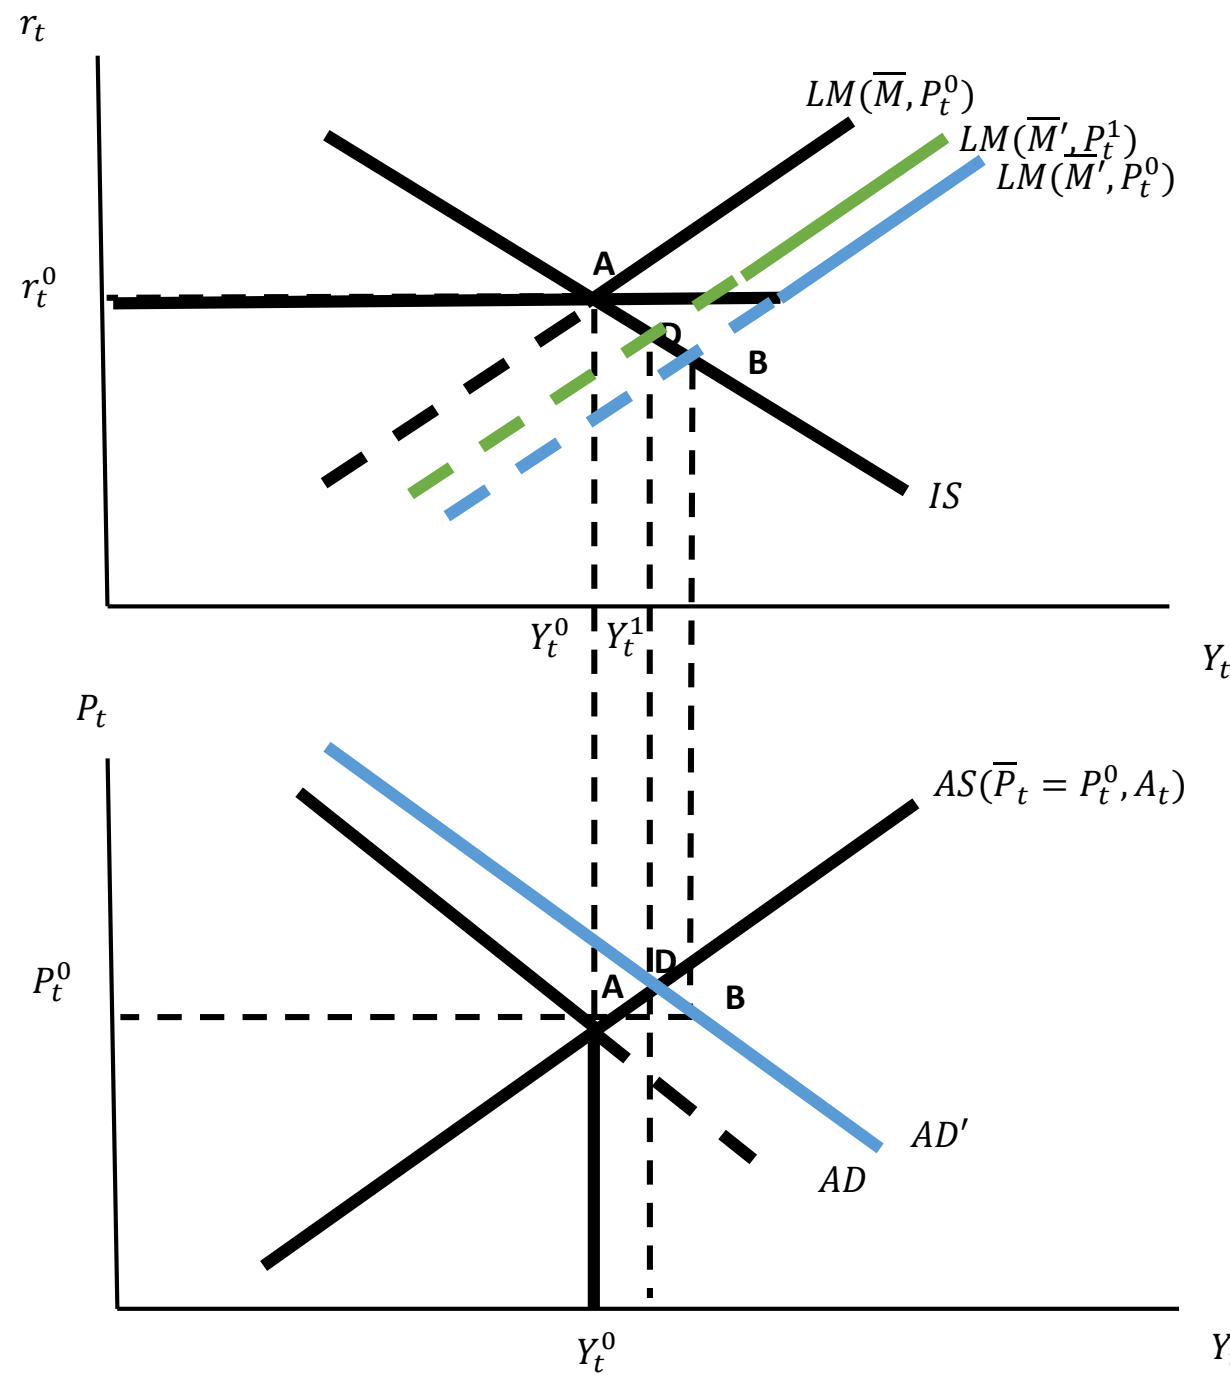 r_t
LM(M̅, P_t^0)
LM(M̅′, P_t^1)
LM(M̅′, P_t^0)
A
r_t^0
D
B
IS
Y_t^0
Y_t^1
Y_t
P_t
AS(P̅_t = P_t^0, A_t)
D
P_t^0
A
B
AD′
AD
Y_t^0